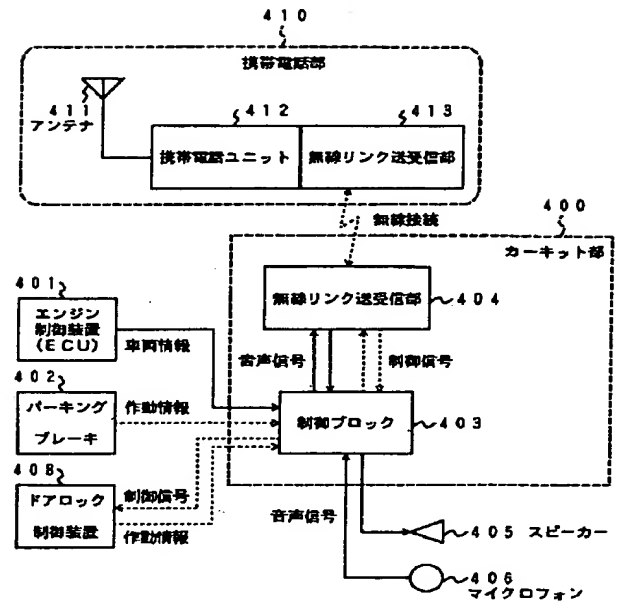 410
携帯電話部
411
アンテナ
412
携帯電話ユニット
413
無線リンク送受信部
無線接続
400
カーキット部
無線リンク送受信部
404
401
エンジン
制御装置
(ECU)
車両情報
音声信号
制御信号
402
パーキング
ブレーキ
作動情報
制御ブロック
403
408
ドアロック
制御装置
制御信号
作動情報
音声信号
405 スピーカー
406
マイクロフォン